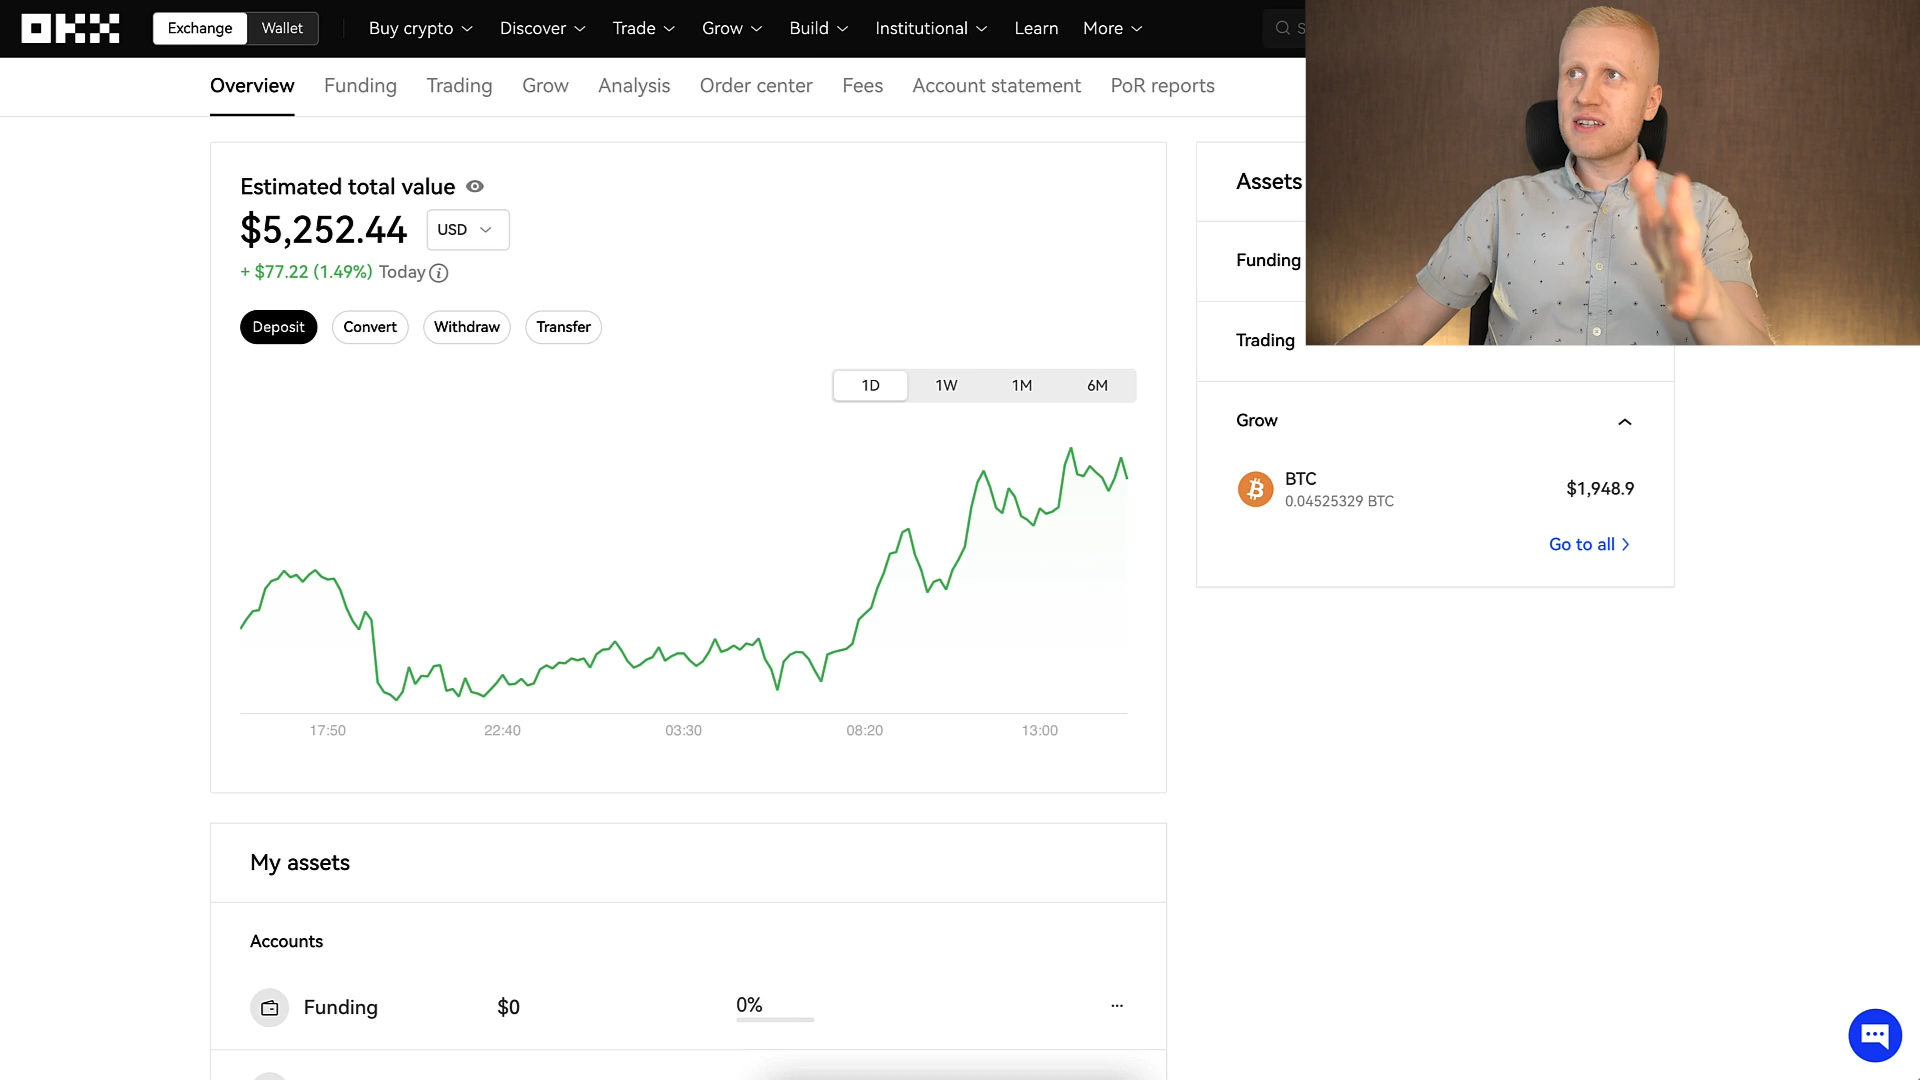 OKX Exchange Wallet Buy crypto Discover Trade Grow Build Institutional Learn More S
Overview Funding Trading Grow Analysis Order center Fees Account statement PoR reports
Estimated total value
$5,252.44 USD
+ $77.22 (1.49%) Today
Deposit Convert Withdraw Transfer
1D 1W 1M 6M
17:50 22:40 03:30 08:20 13:00
Assets
Funding
Trading
Grow
BTC
0.04525329 BTC
$1,948.9
Go to all
My assets
Accounts
Funding $0 0%